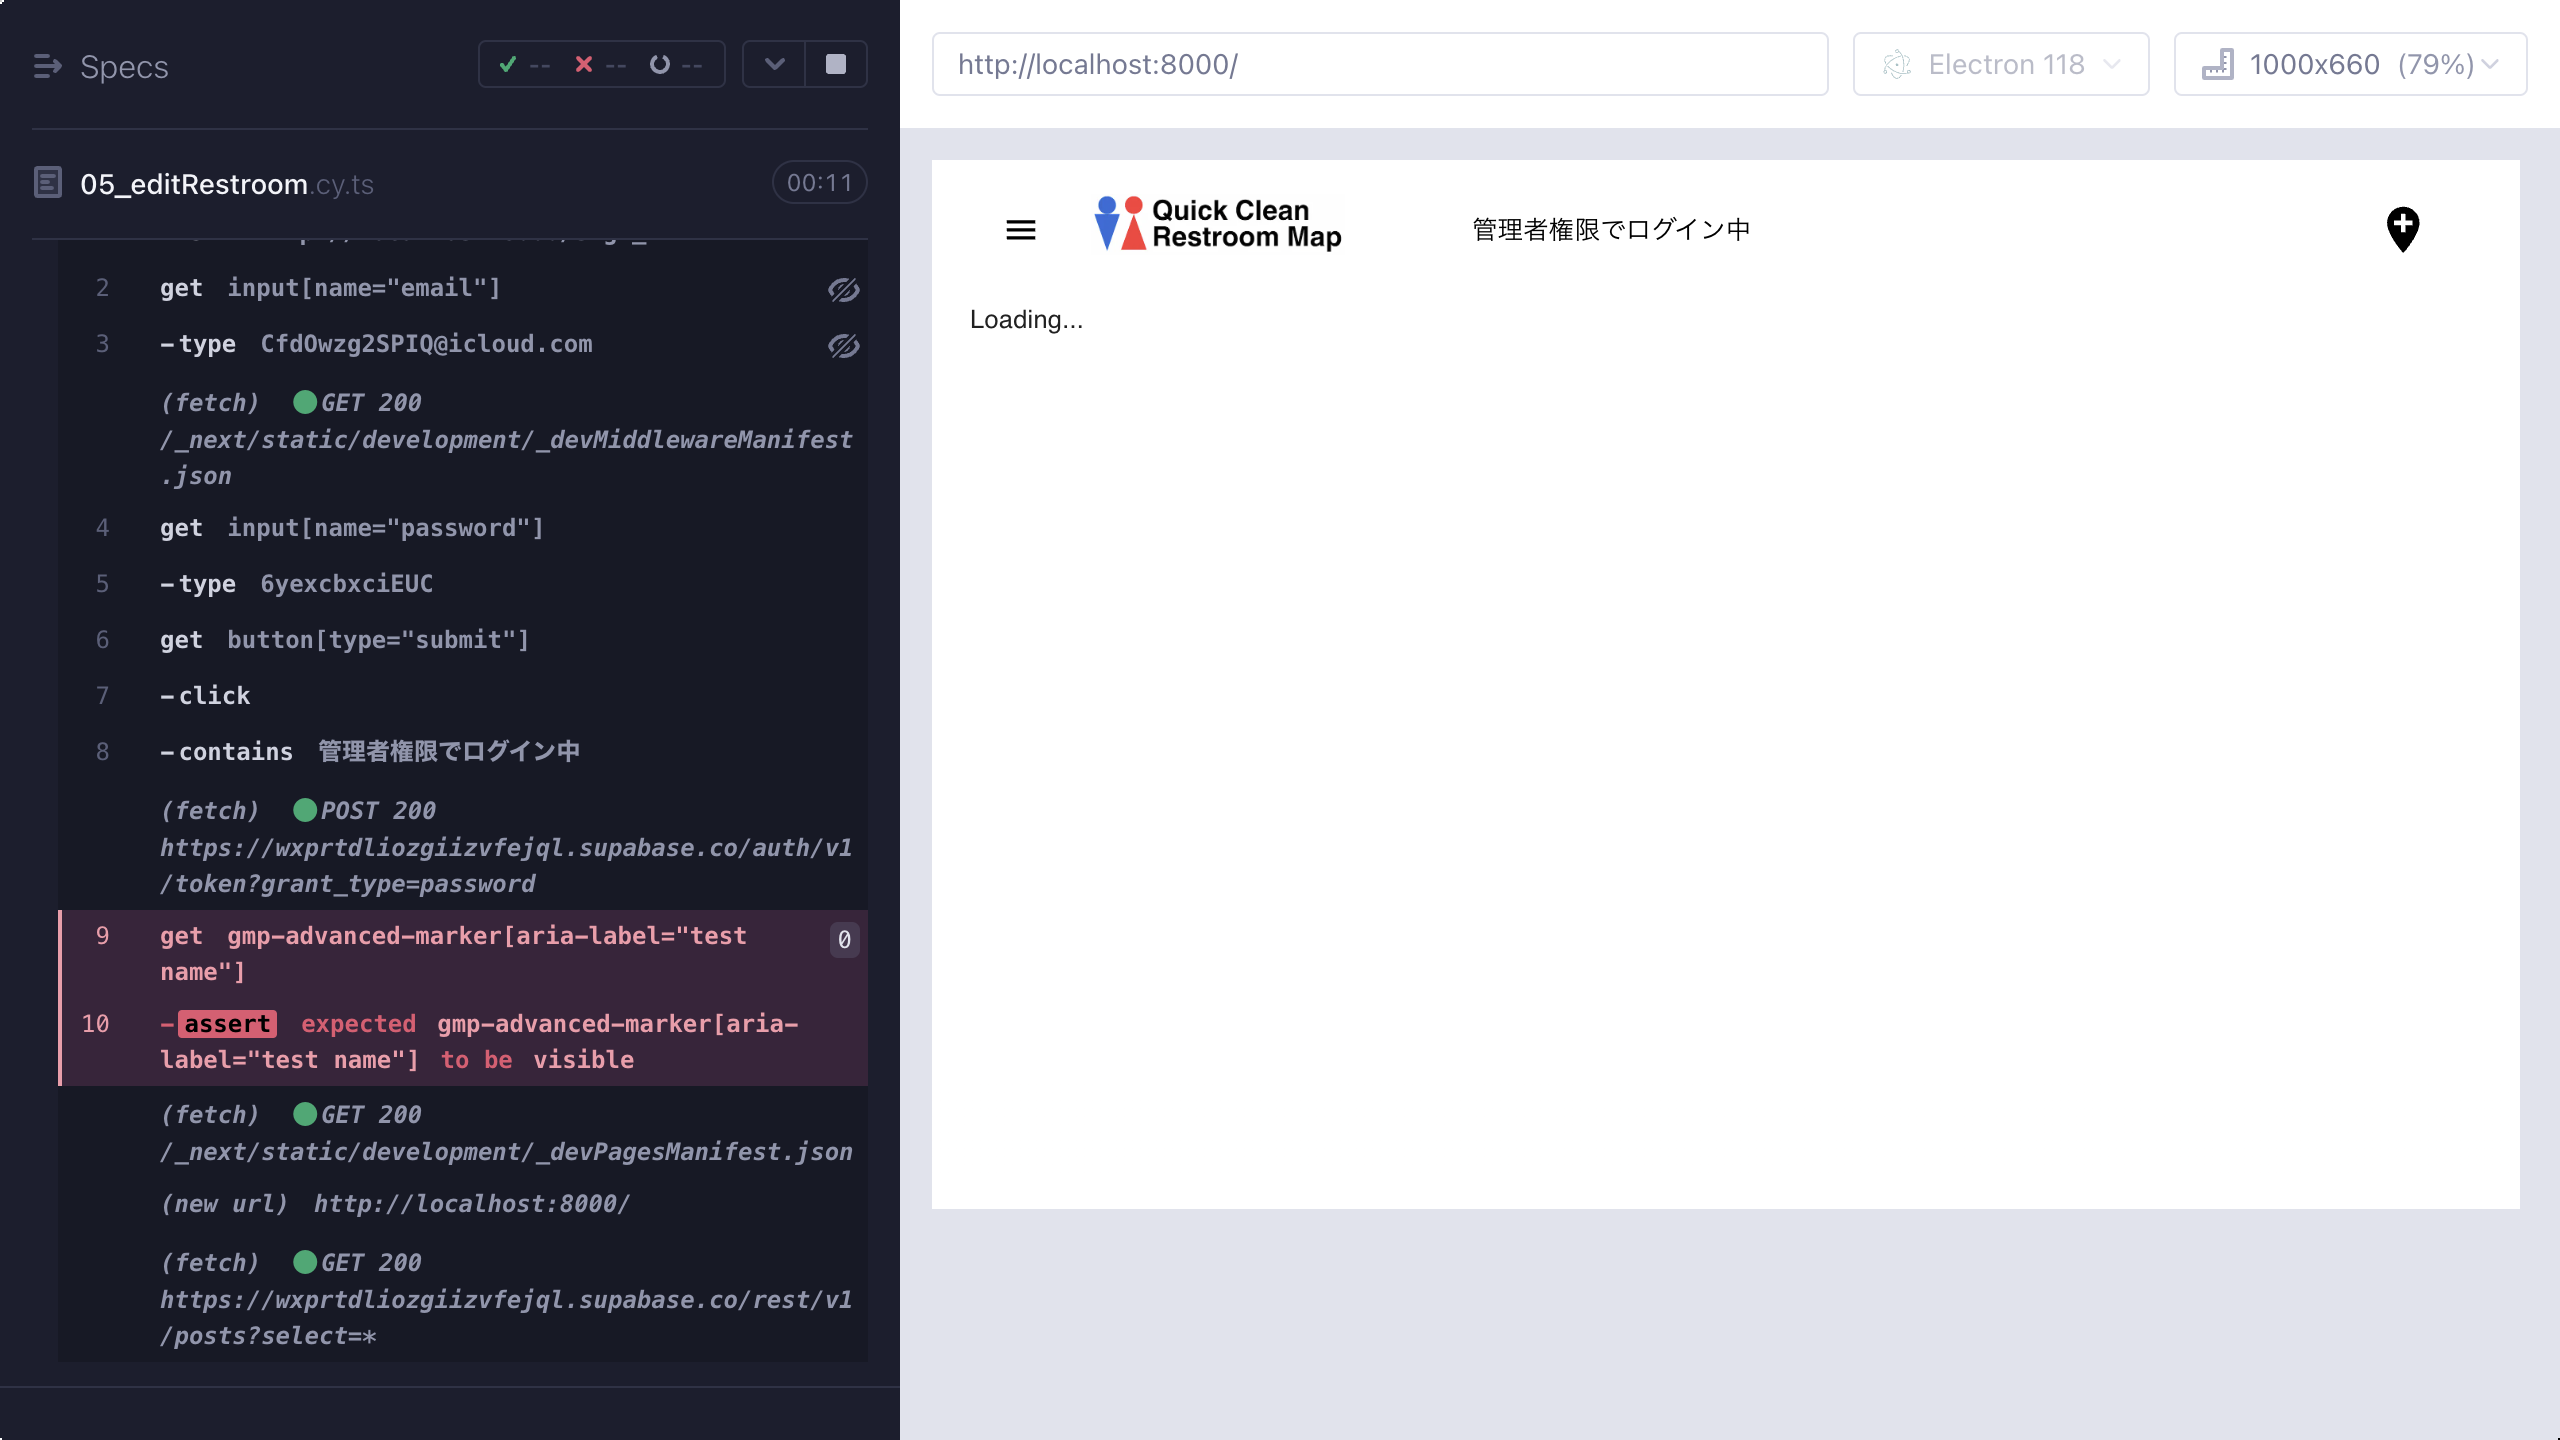 Specs
-- -- --
05_editRestroom.cy.ts
00:11
2 get input[name="email"]
3 -type CfdOwzg2SPIQ@icloud.com
(fetch) GET 200
/_next/static/development/_devMiddlewareManifest
.json
4 get input[name="password"]
5 -type 6yexcbxciEUC
6 get button[type="submit"]
7 -click
8 -contains 管理者権限でログイン中
(fetch) POST 200
https://wxprtdliozgiizvfejql.supabase.co/auth/v1
/token?grant_type=password
9 get gmp-advanced-marker[aria-label="test
name"]
0
10 -assert expected gmp-advanced-marker[aria-
label="test name"] to be visible
(fetch) GET 200
/_next/static/development/_devPagesManifest.json
(new url) http://localhost:8000/
(fetch) GET 200
https://wxprtdliozgiizvfejql.supabase.co/rest/v1
/posts?select=*
http://localhost:8000/
Electron 118
1000x660 (79%)
Quick Clean
Restroom Map
管理者権限でログイン中
Loading...